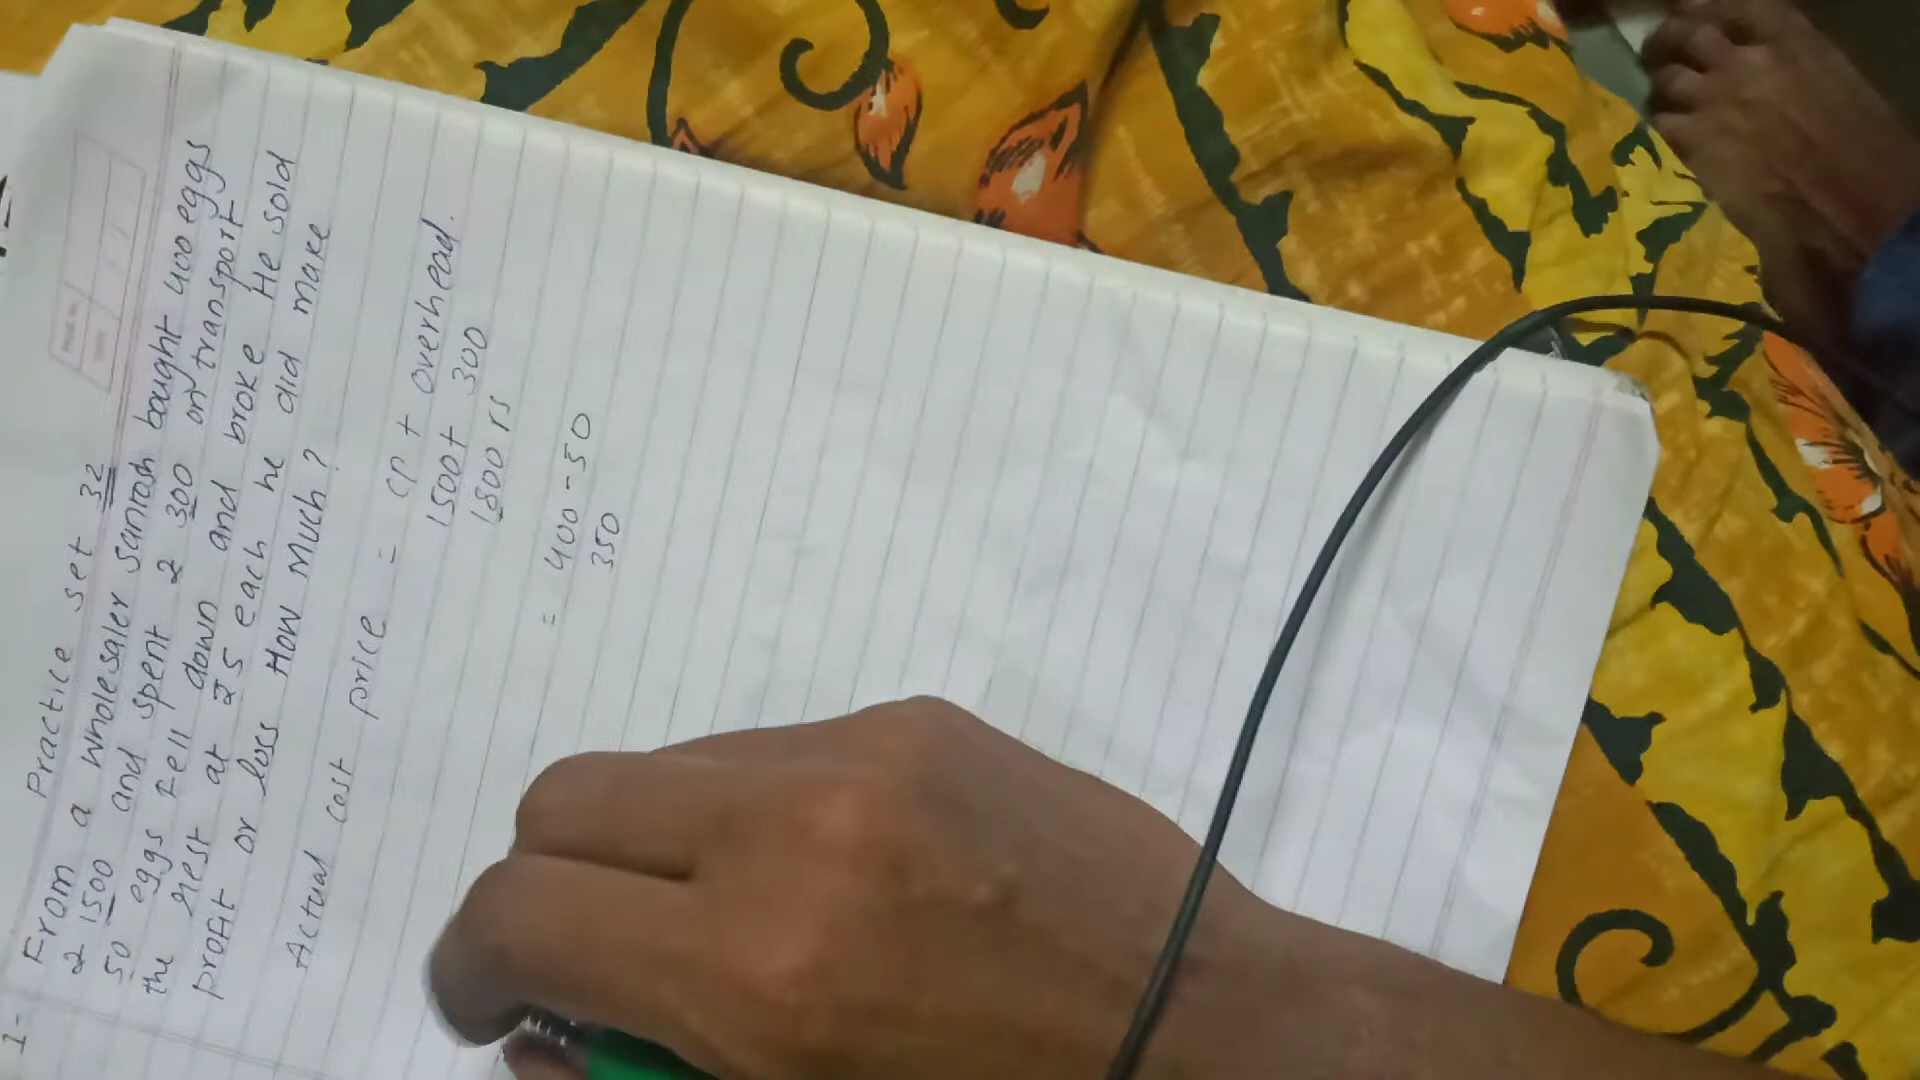 Practice set 32
1- From a wholesaler santosh bought 400 eggs
₹ 1500 and spent ₹ 300 on transport
50 eggs fell down and broke He sold
the rest at ₹5 each he did make
profit or loss How Much?
Actual cost price = CP + overhead.
1500+ 300
1800 rs
= 400-50
350